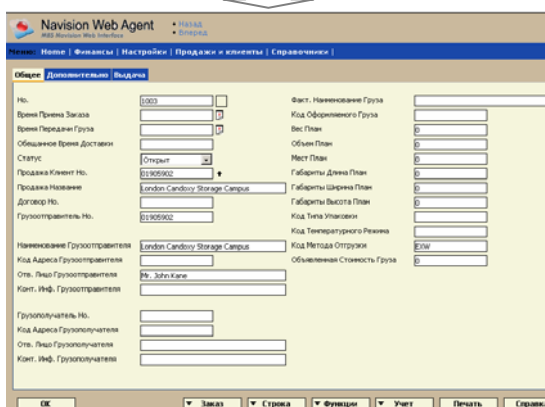 Navision Web Agent
MBS Navision Web Interface
• Назад
• Вперед
Меню: Home | Финансы | Настройки | Продажи и клиенты | Справочники |
Общее Дополнительно Выдача
Но. 1003 Факт. Наименование Груза
Время Приема Заказа Код Оформляемого Груза
Время Передачи Груза Вес План 0
Обещанное Время Доставки Объем План 0
Статус Открыт Мест План 0
Продажа Клиент Но. 01905902 Габариты Длина План 0
Продажа Название London Candoxy Storage Campus Габариты Ширина План 0
Договор Но. Габариты Высота План 0
Грузоотправитель Но. 01905902 Код Типа Упаковки
Код Температурного Режима
Наименование Грузоотправителя London Candoxy Storage Campus Код Метода Отгрузки EXW
Код Адреса Грузоотправителя Объявленная Стоимость Груза 0
Отв. Лицо Грузоотправителя Mr. John Kane
Конт. Инф. Грузоотправителя
Грузополучатель Но.
Код Адреса Грузополучателя
Отв. Лицо Грузополучателя
Конт. Инф. Грузополучателя
OK Заказ Строка Функции Учет Печать Справка